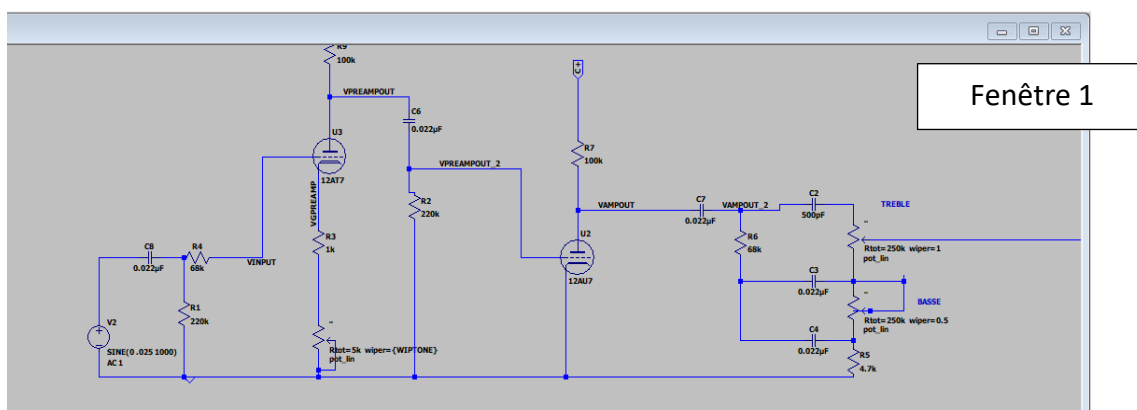 Fenêtre 1
R9
100k
VPREAMPOUT
C6
0.022µF
U3
12AT7
VPREAMPOUT_2
C+
R7
100k
VGPREAMP
R2
220k
VAMPOUT
C7
0.022µF
VAMPOUT_2
C2
500pF
TREBLE
R3
1k
U2
12AU7
R6
68k
Rtot=250k wiper=1
pot_lin
C8
0.022µF
R4
68k
VINPUT
C3
0.022µF
BASSE
R1
220k
Rtot=250k wiper=0.5
pot_lin
V2
SINE(0 .025 1000)
AC 1
Rtot=5k wiper={WIPTONE}
pot_lin
C4
0.022µF
R5
4.7k